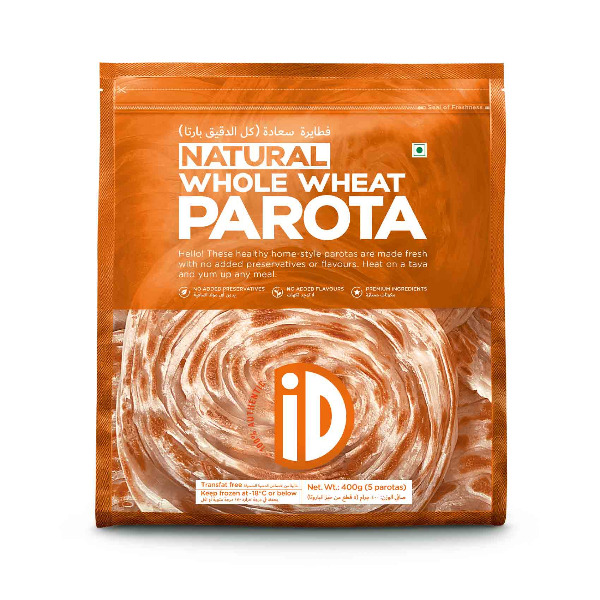 Seal of Freshness
فطايرة سعادة (كل الدقيق بارتا)
NATURAL
WHOLE WHEAT
PAROTA
Hello! These healthy home-style parotas are made fresh
with no added preservatives or flavours. Heat on a tava
and yum up any meal.
NO ADDED PRESERVATIVES NO ADDED FLAVOURS PREMIUM INGREDIENTS
100% AUTHENTIC
iD
Transfat free
Keep frozen at -18°C or below
Net. Wt.: 400g (5 parotas)